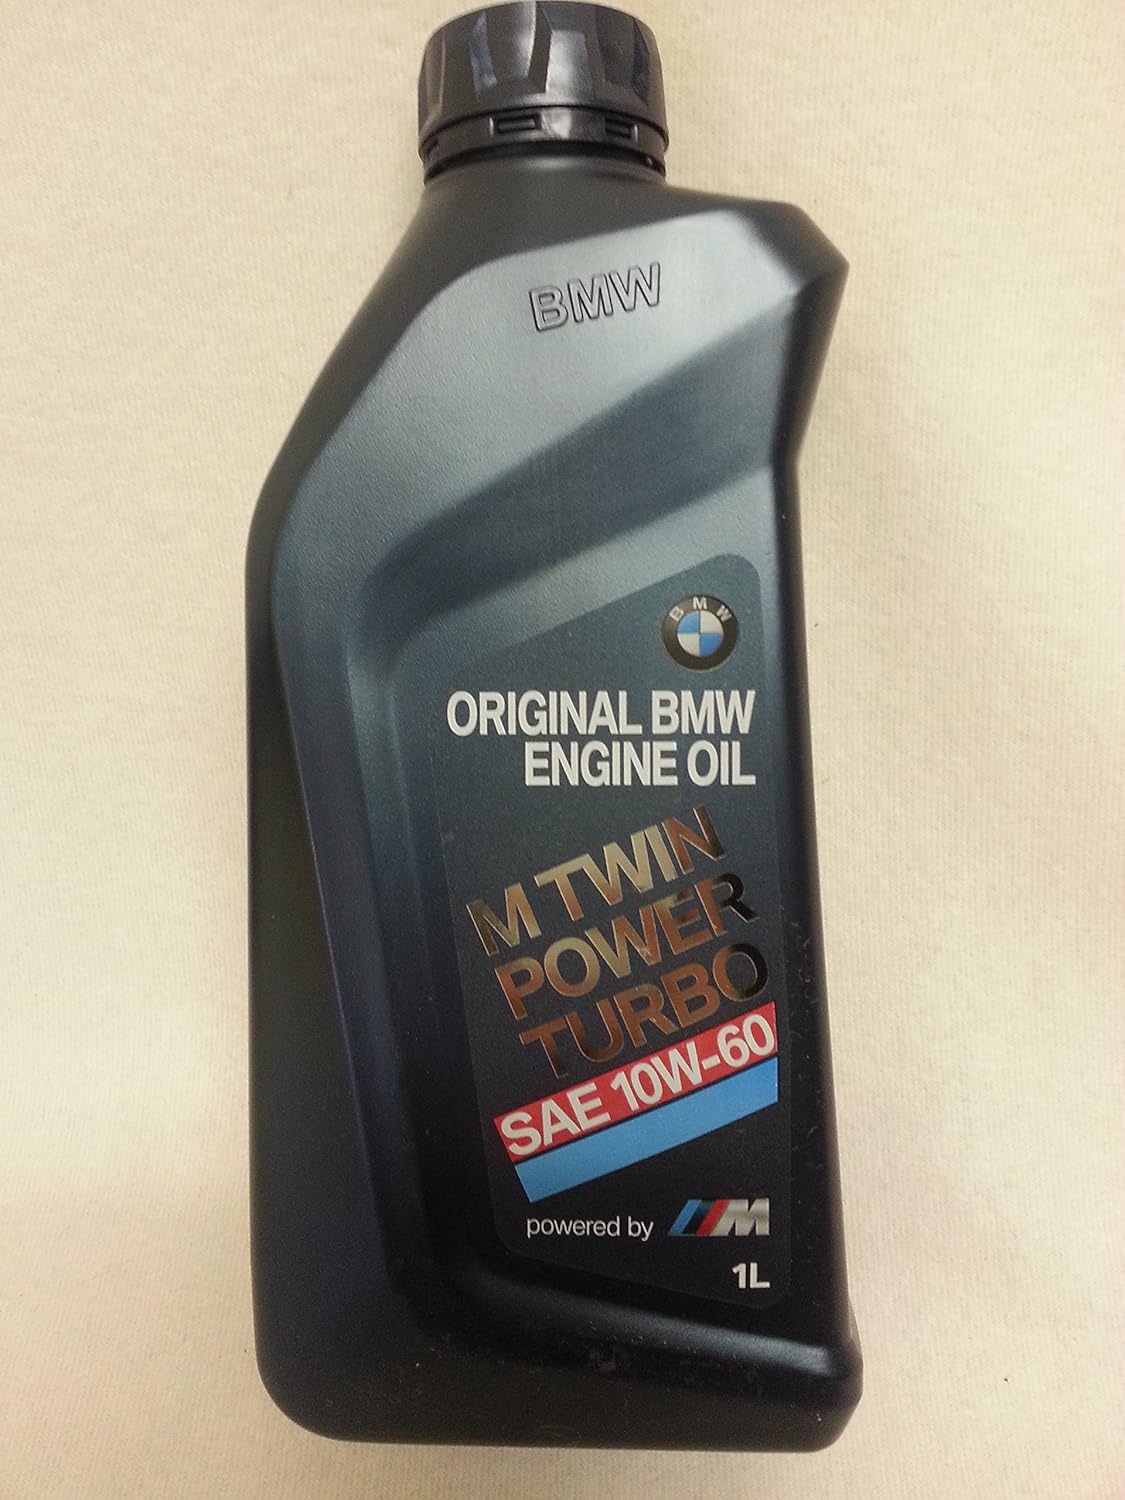 BMW
BMW
ORIGINAL BMW
ENGINE OIL
M TWIN
POWER
TURBO
SAE 10W-60
powered by M
1L